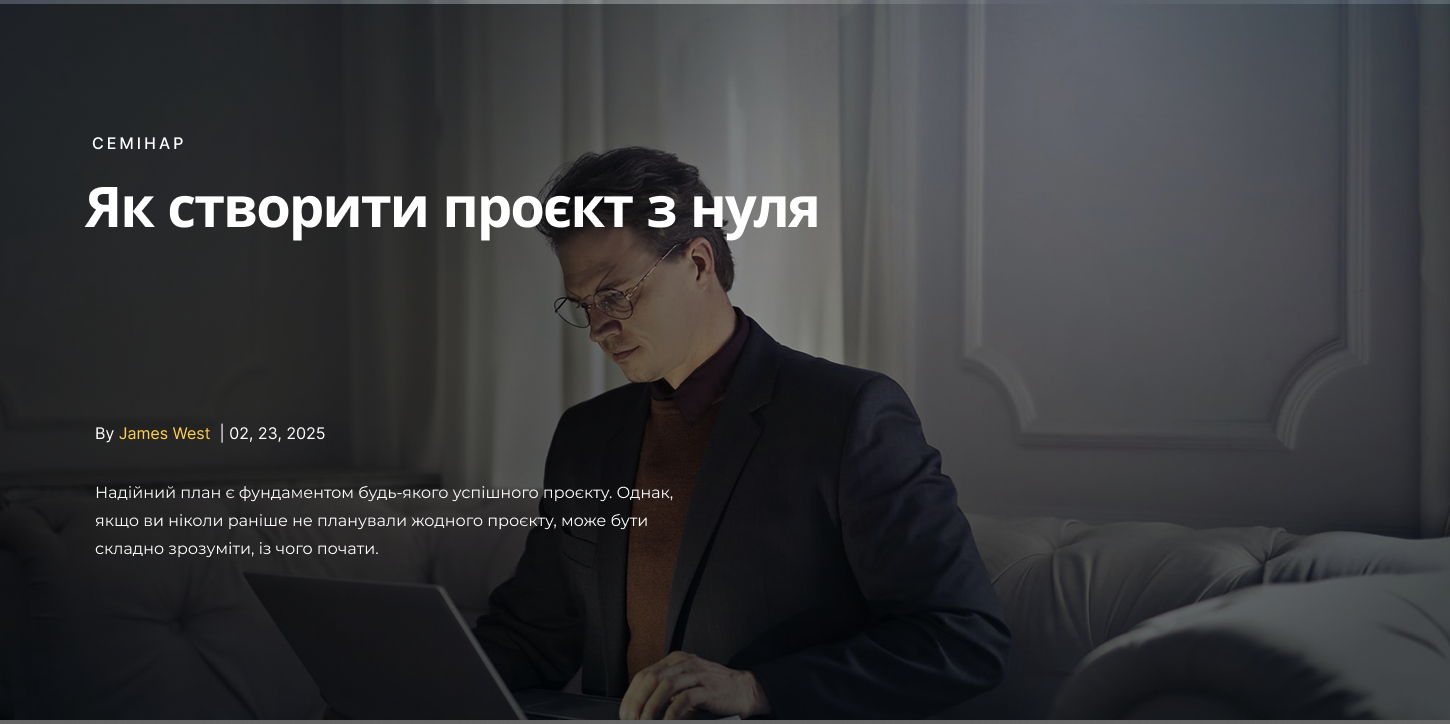 СЕМІНАР
Як створити проєкт з нуля
By James West | 02, 23, 2025
Надійний план є фундаментом будь-якого успішного проєкту. Однак,
якщо ви ніколи раніше не планували жодного проєкту, може бути
складно зрозуміти, із чого почати.